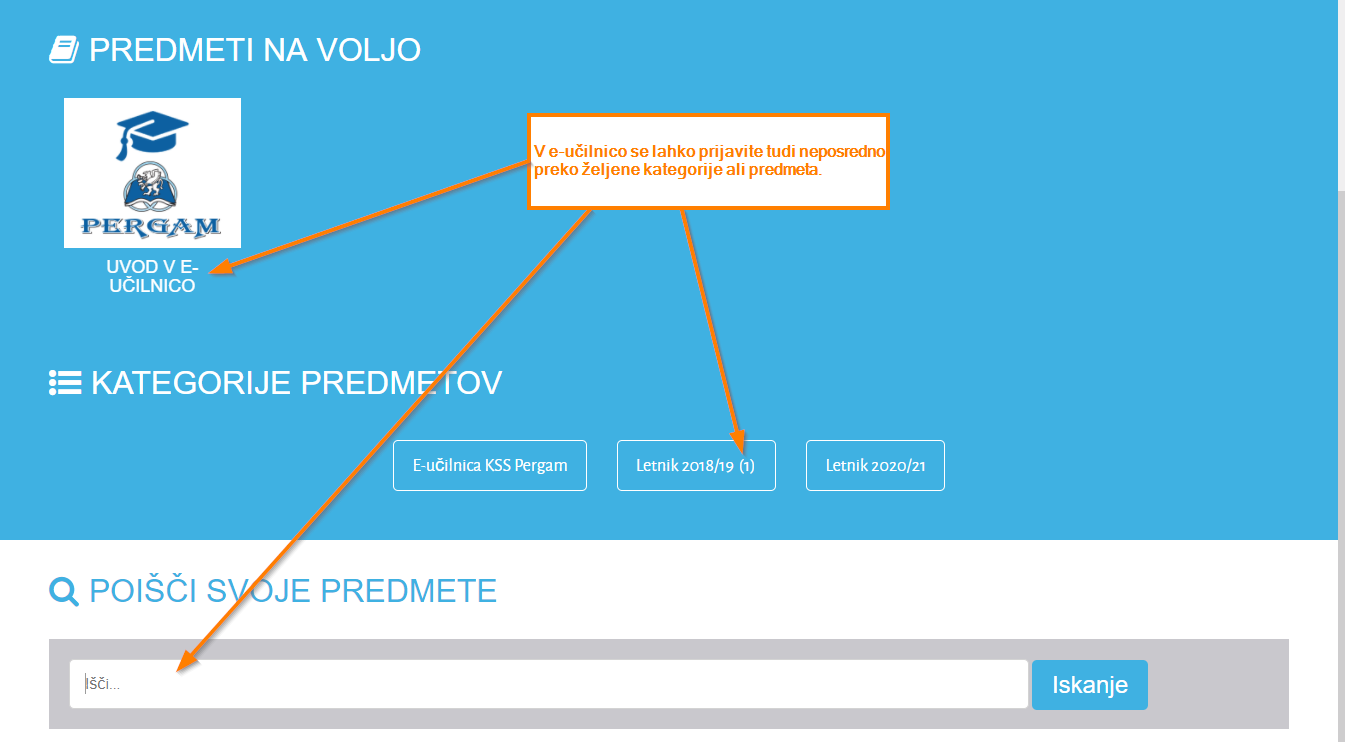 PREDMETI NA VOLJO
V e-učilnico se lahko prijavite tudi neposredno
preko željene kategorije ali predmeta.
PERGAM
UVOD V E-
UČILNICO
KATEGORIJE PREDMETOV
E-učilnica KSS Pergam
Letnik 2018/19 (1)
Letnik 2020/21
POIŠČI SVOJE PREDMETE
Išči...
Iskanje